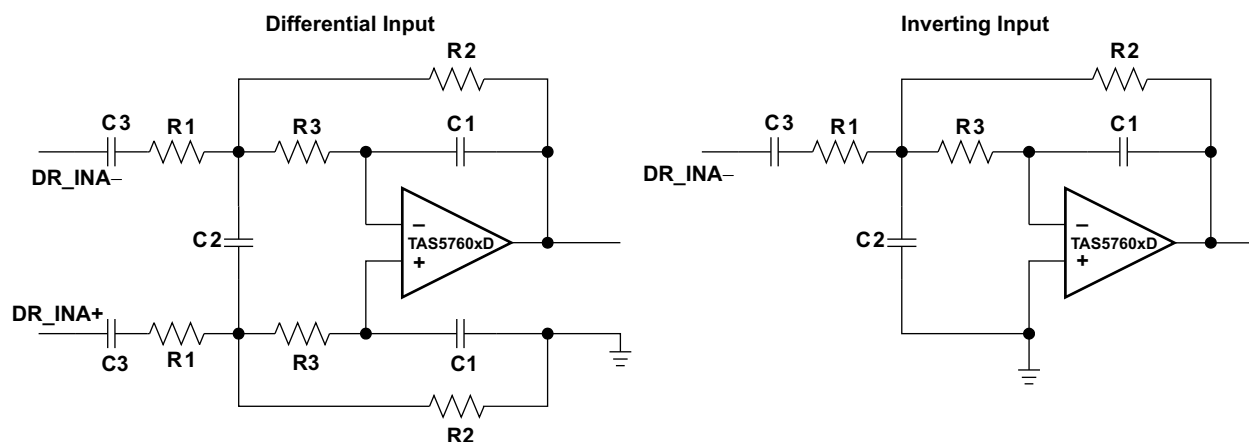 Differential Input
R2
C3
R1
R3
C1
DR_INA−
−
TAS5760xD
+
C2
DR_INA+
C3
R1
R3
C1
R2
Inverting Input
R2
C3
R1
R3
C1
DR_INA−
−
TAS5760xD
+
C2